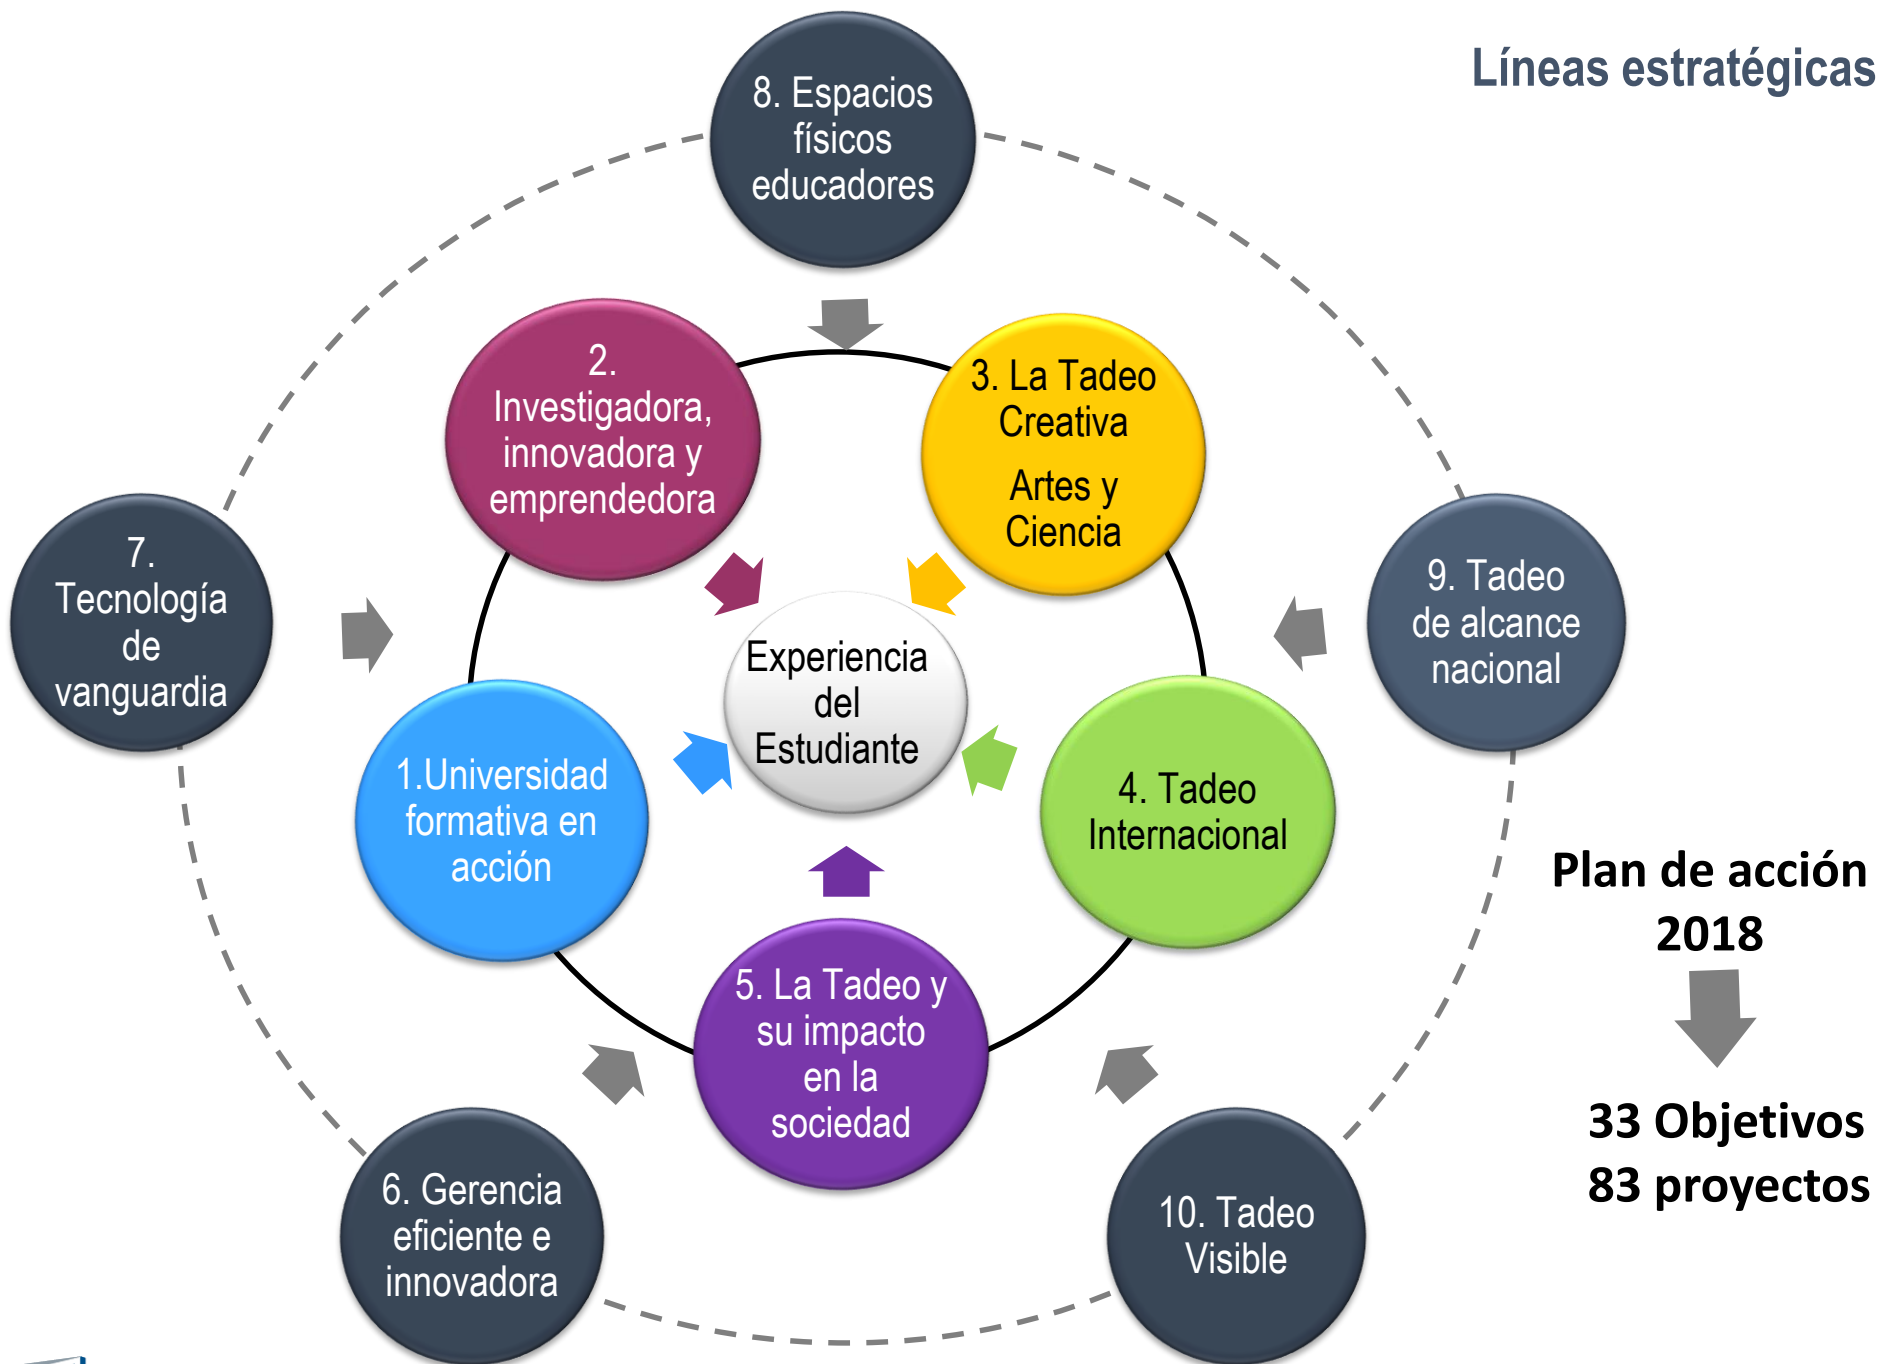 Líneas estratégicas
8. Espacios
físicos
educadores
2.
Investigadora,
innovadora y
emprendedora
3. La Tadeo
Creativa
Artes y
Ciencia
7.
Tecnología
de
vanguardia
9. Tadeo
de alcance
nacional
Experiencia
del
Estudiante
1.Universidad
formativa en
acción
4. Tadeo
Internacional
5. La Tadeo y
su impacto
en la
sociedad
6. Gerencia
eficiente e
innovadora
10. Tadeo
Visible
Plan de acción
2018
33 Objetivos
83 proyectos